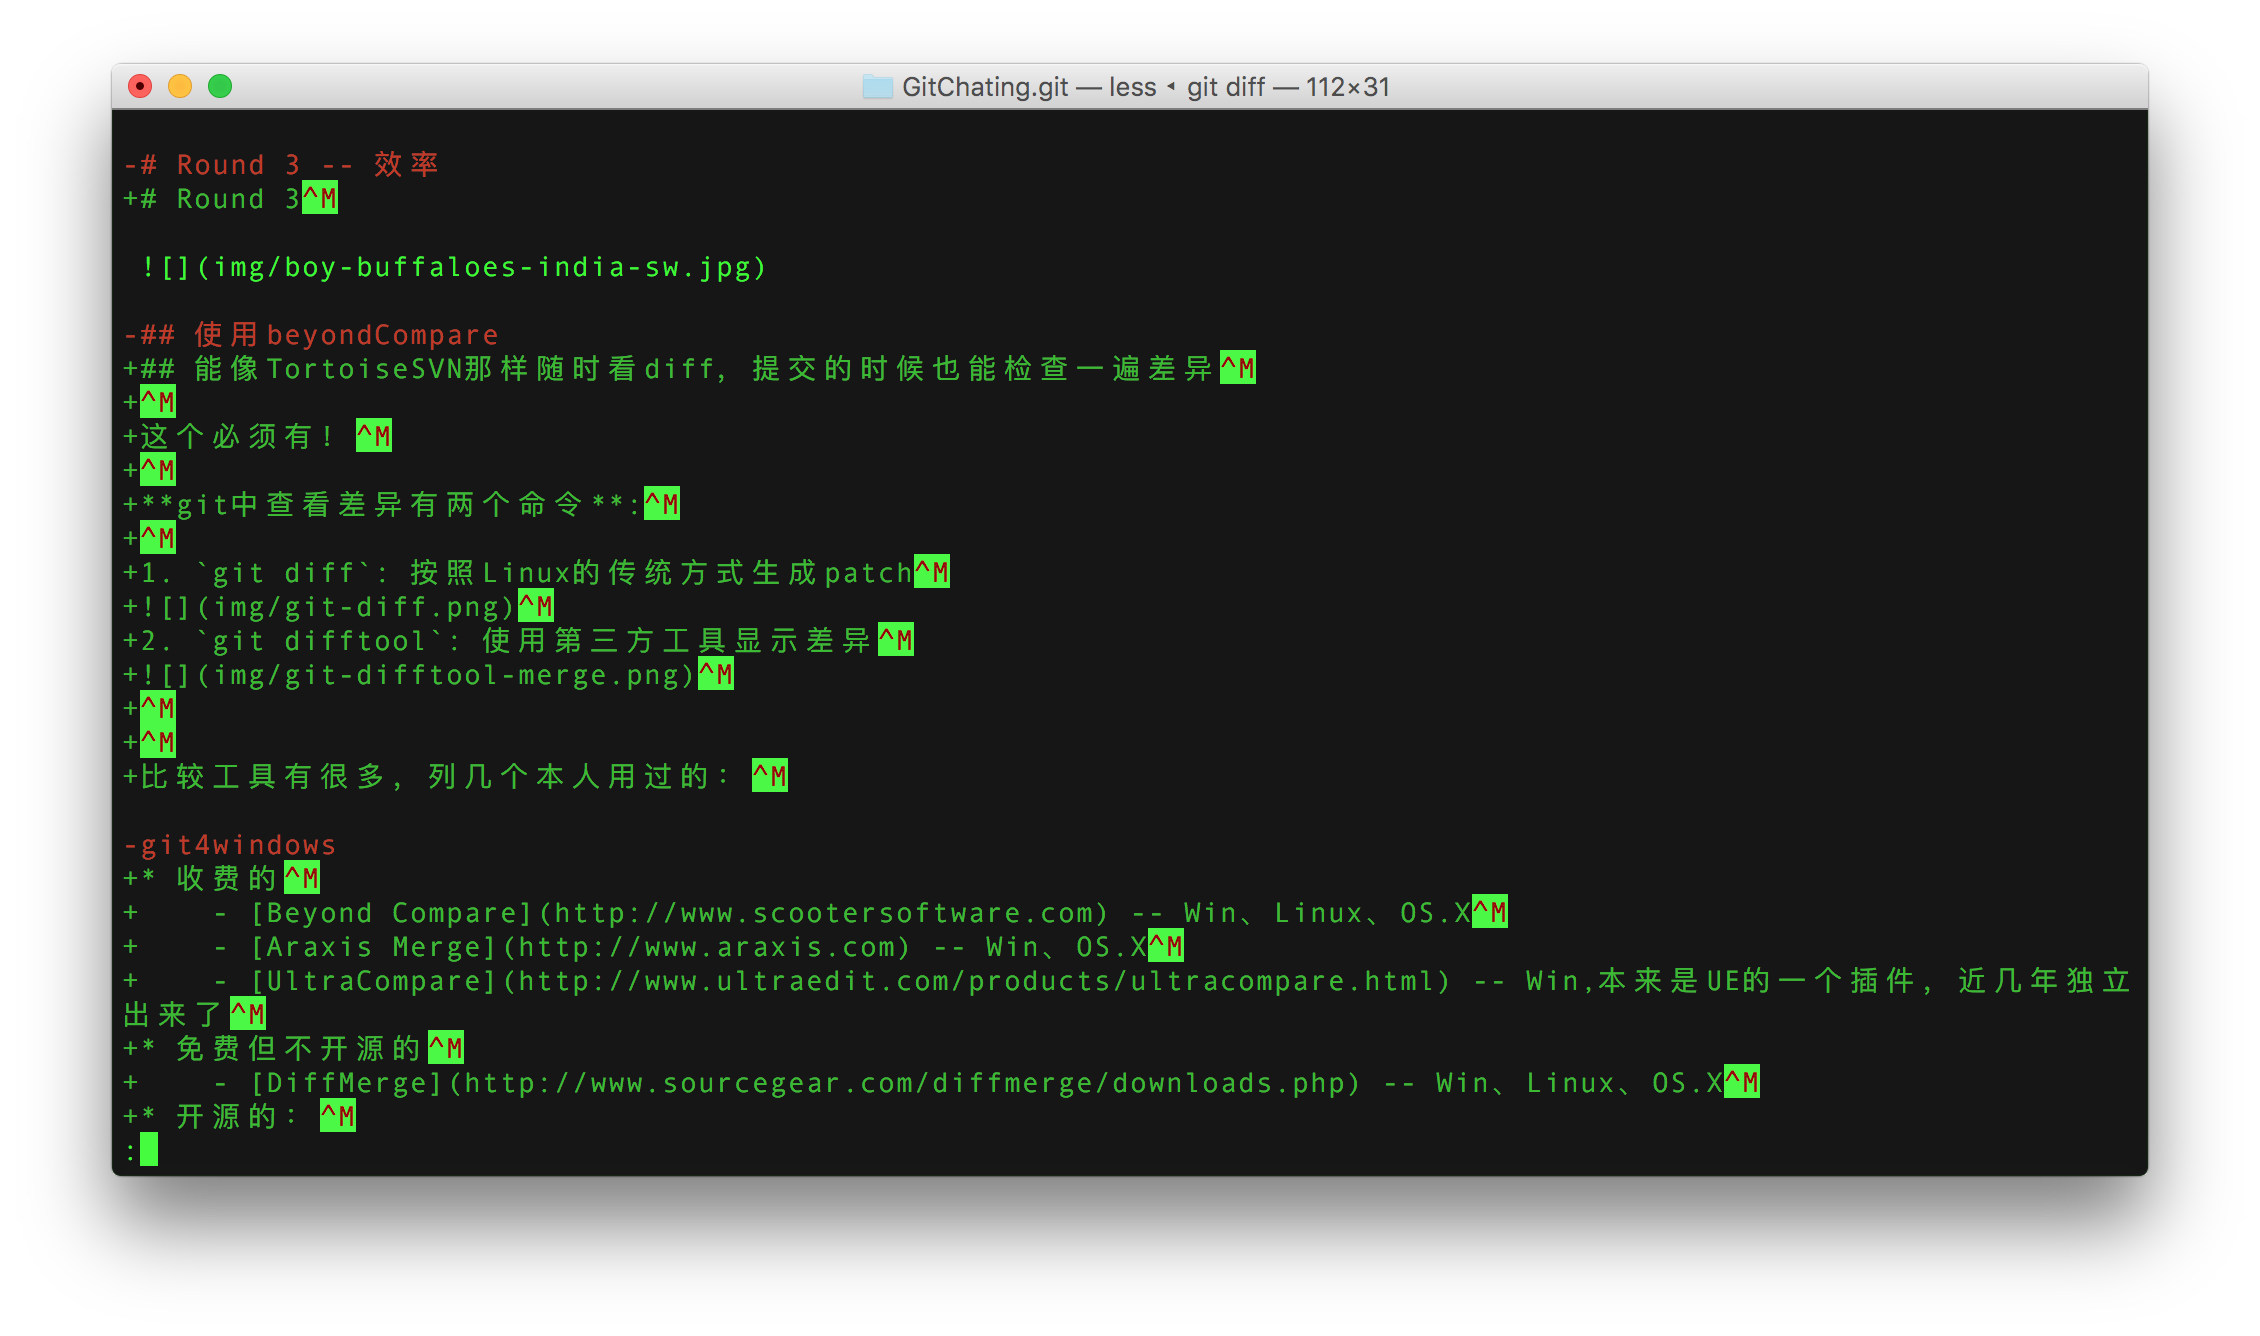 GitChating.git — less ◂ git diff — 112×31
-# Round 3 -- 效率
+# Round 3^M
![](img/boy-buffaloes-india-sw.jpg)
-## 使用beyondCompare
+## 能像TortoiseSVN那样随时看diff, 提交的时候也能检查一遍差异^M
+^M
+这个必须有! ^M
+^M
+**git中查看差异有两个命令**:^M
+^M
+1. `git diff`: 按照Linux的传统方式生成patch^M
+![](img/git-diff.png)^M
+2. `git difftool`: 使用第三方工具显示差异^M
+![](img/git-difftool-merge.png)^M
+^M
+^M
+比较工具有很多, 列几个本人用过的: ^M
-git4windows
+* 收费的^M
+    - [Beyond Compare](http://www.scootersoftware.com) -- Win、Linux、OS.X^M
+    - [Araxis Merge](http://www.araxis.com) -- Win、OS.X^M
+    - [UltraCompare](http://www.ultraedit.com/products/ultracompare.html) -- Win,本来是UE的一个插件, 近几年独立
出来了^M
+* 免费但不开源的^M
+    - [DiffMerge](http://www.sourcegear.com/diffmerge/downloads.php) -- Win、Linux、OS.X^M
+* 开源的: ^M
: